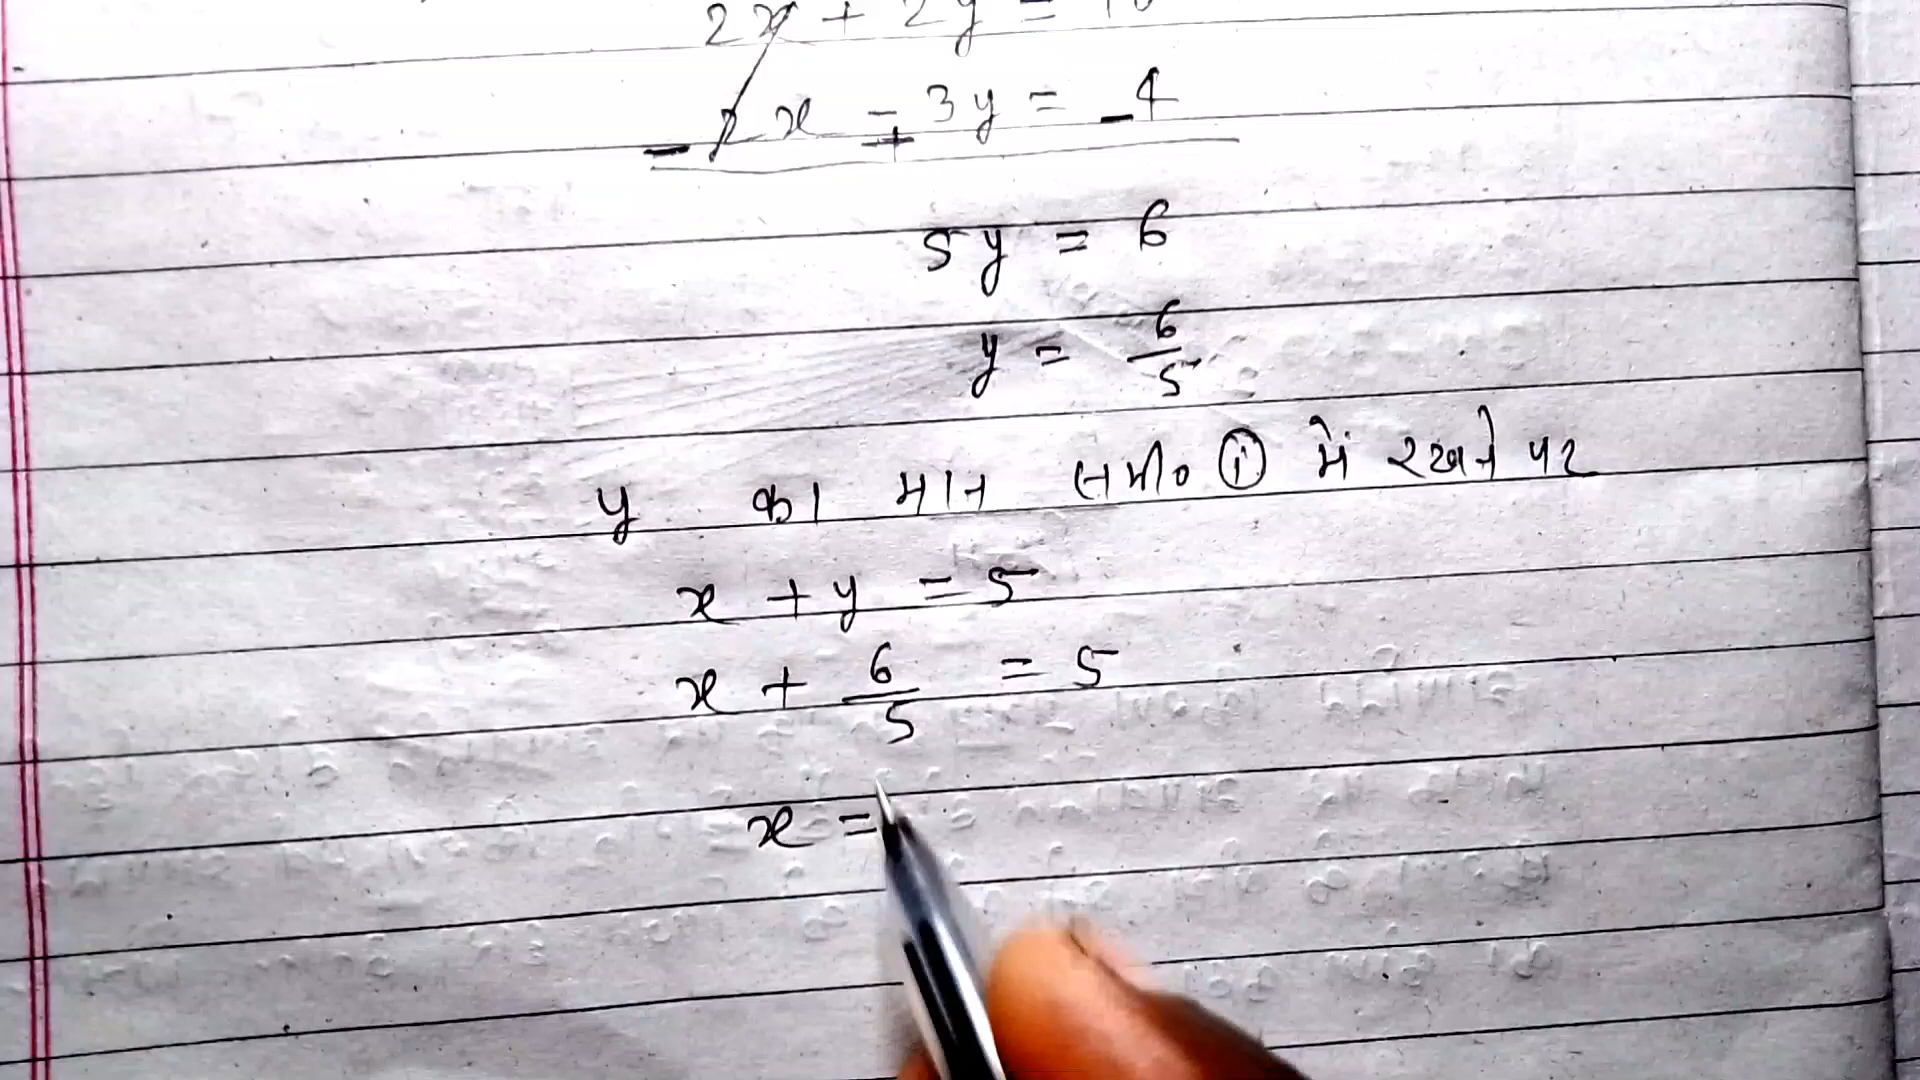 2x + 2y = 10
2x - 3y = 4
- + -
5y = 6
y = 6/5
y का मान समी० (i) में रखने पर
x + y = 5
x + 6/5 = 5
x =